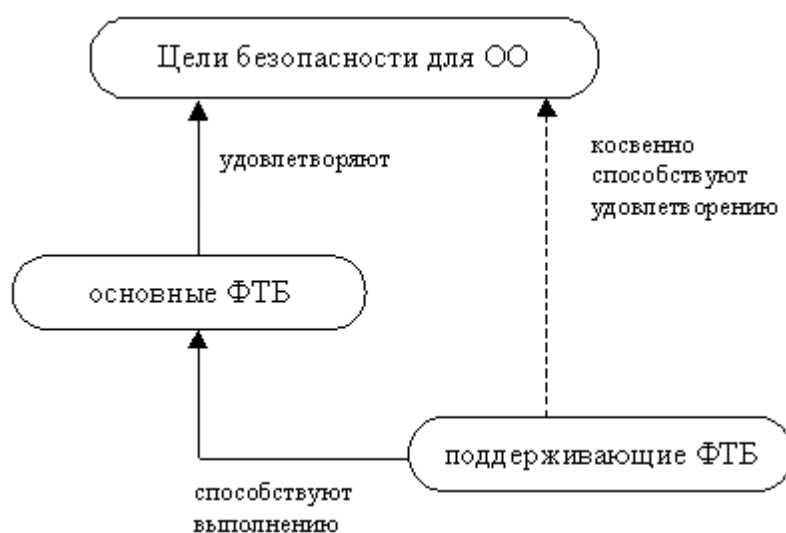 Цели безопасности для ОО
удовлетворяют
косвенно
способствуют
удовлетворению
основные ФТБ
поддерживающие ФТБ
способствуют
выполнению